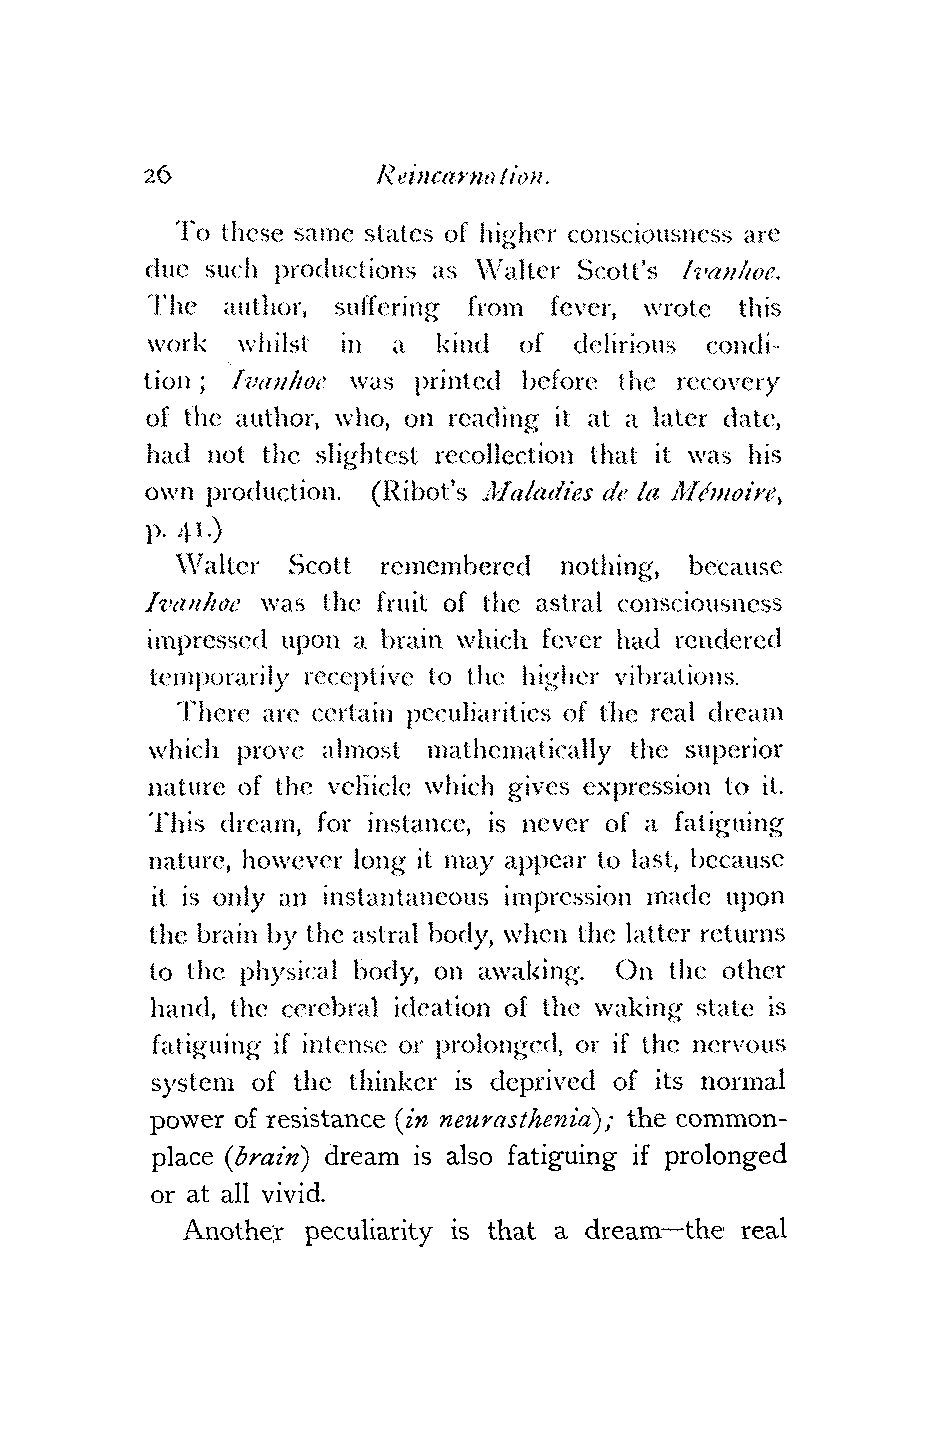 26 Reincarnation.
To these same states of higher consciousness are
due such productions as Walter Scott's Ivanhoe.
The author, suffering from fever, wrote this
work whilst in a kind of delirious condi-
tion; Ivanhoe was printed before the recovery
of the author, who, on reading it at a later date,
had not the slightest recollection that it was his
own production. (Ribot's Maladies de la Mémoire,
p. 41.)
Walter Scott remembered nothing, because
Ivanhoe was the fruit of the astral consciousness
impressed upon a brain which fever had rendered
temporarily receptive to the higher vibrations.
There are certain peculiarities of the real dream
which prove almost mathematically the superior
nature of the vehicle which gives expression to it.
This dream, for instance, is never of a fatiguing
nature, however long it may appear to last, because
it is only an instantaneous impression made upon
the brain by the astral body, when the latter returns
to the physical body, on awaking. On the other
hand, the cerebral ideation of the waking state is
fatiguing if intense or prolonged, or if the nervous
system of the thinker is deprived of its normal
power of resistance (in neurasthenia); the common-
place (brain) dream is also fatiguing if prolonged
or at all vivid.
Another peculiarity is that a dream—the real